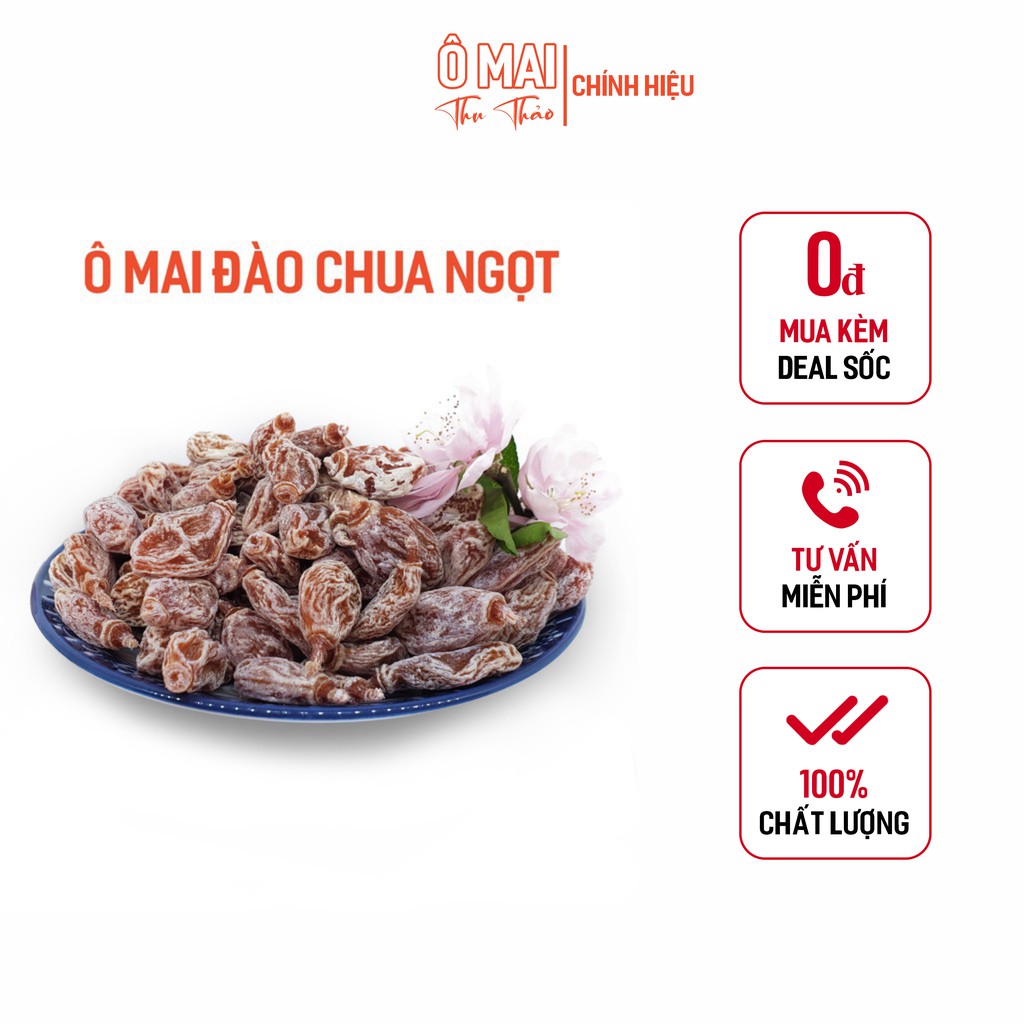 Ô MAI
Thu Thảo
CHÍNH HIỆU
Ô MAI ĐÀO CHUA NGỌT
0đ
MUA KÈM
DEAL SỐC
TƯ VẤN
MIỄN PHÍ
100%
CHẤT LƯỢNG